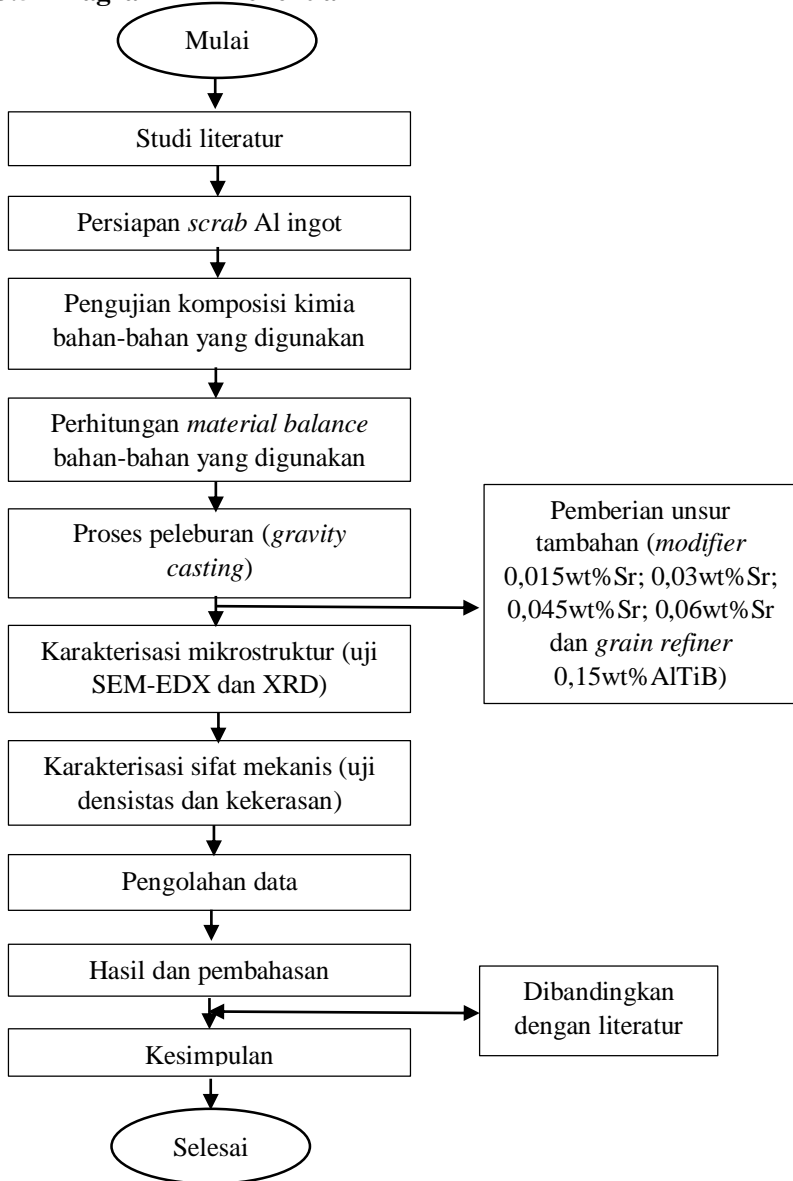 Mulai
Studi literatur
Persiapan scrab Al ingot
Pengujian komposisi kimia
bahan-bahan yang digunakan
Perhitungan material balance
bahan-bahan yang digunakan
Proses peleburan (gravity
casting)
Pemberian unsur
tambahan (modifier
0,015wt%Sr; 0,03wt%Sr;
0,045wt%Sr; 0,06wt%Sr
dan grain refiner
0,15wt%AlTiB)
Karakterisasi mikrostruktur (uji
SEM-EDX dan XRD)
Karakterisasi sifat mekanis (uji
densistas dan kekerasan)
Pengolahan data
Hasil dan pembahasan
Dibandingkan
dengan literatur
Kesimpulan
Selesai